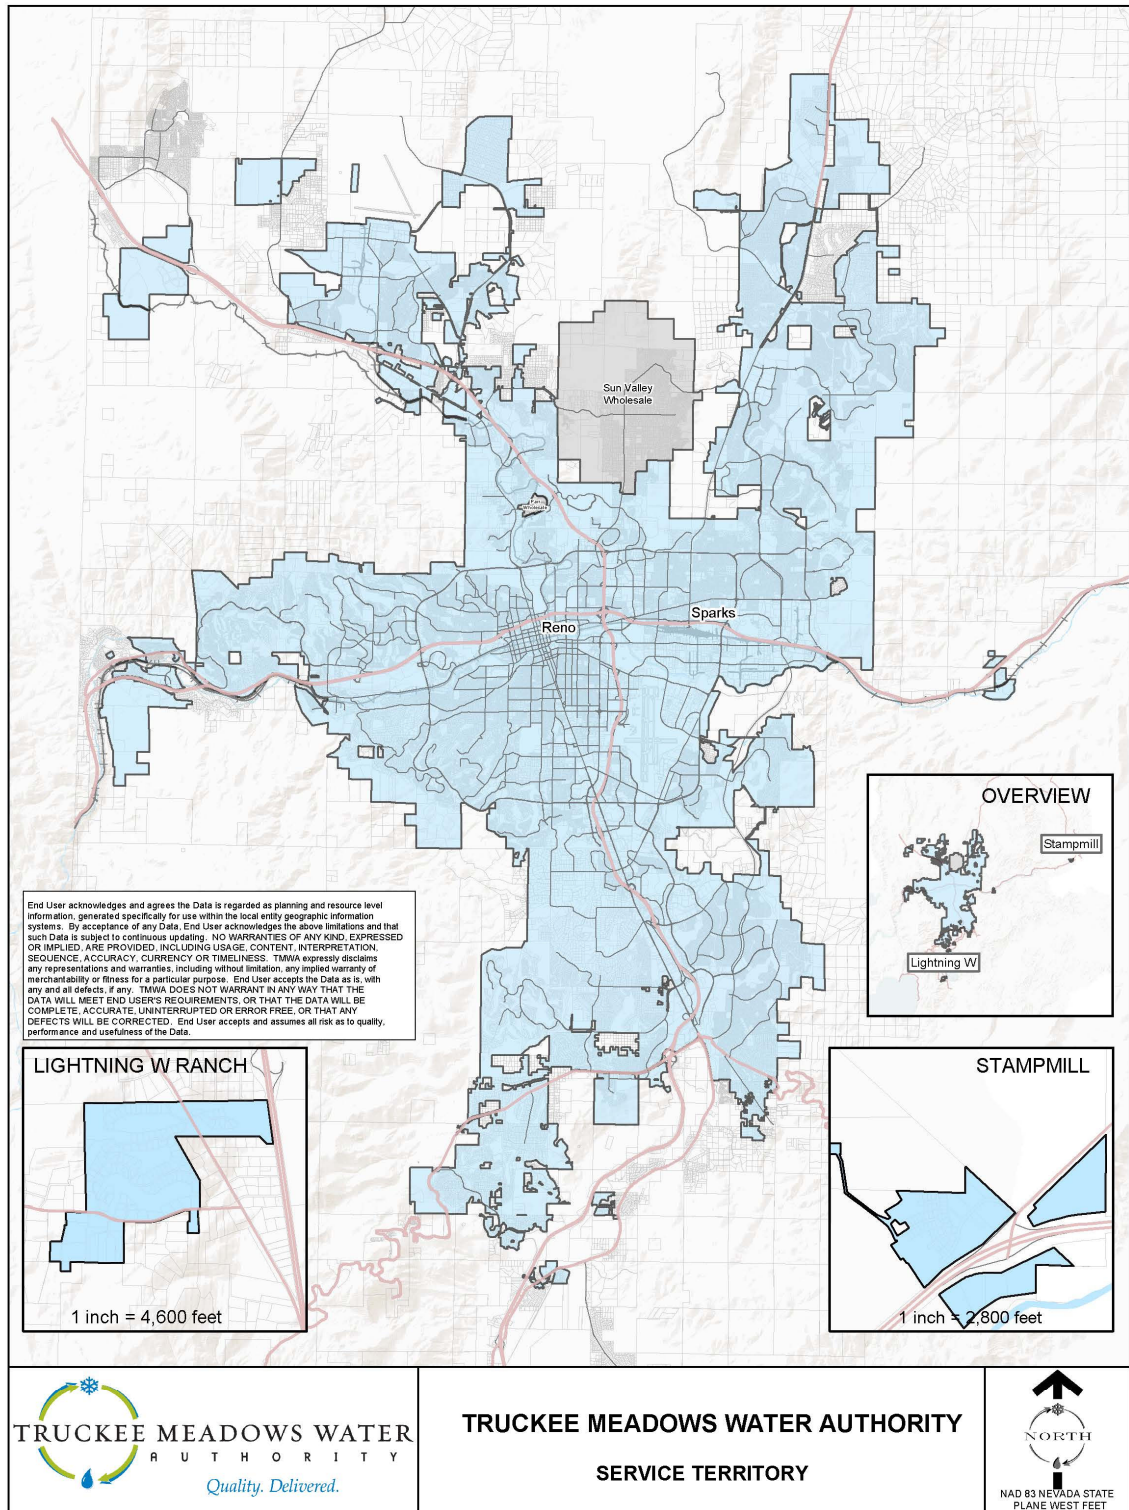 Sun Valley
Wholesale
Wholesale
Reno
Sparks
OVERVIEW
Stampmill
Lightning W
End User acknowledges and agrees the Data is regarded as planning and resource level
information, generated specifically for use within the local entity geographic information
systems. By acceptance of any Data, End User acknowledges the above limitations and that
such Data is subject to continuous updating. NO WARRANTIES OF ANY KIND, EXPRESSED
OR IMPLIED, ARE PROVIDED, INCLUDING USAGE, CONTENT, INTERPRETATION,
SEQUENCE, ACCURACY, CURRENCY OR TIMELINESS. TMWA expressly disclaims
any representations and warranties, including without limitation, any implied warranty of
merchantability or fitness for a particular purpose. End User accepts the Data as is, with
any and all defects, if any. TMWA DOES NOT WARRANT IN ANY WAY THAT THE
DATA WILL MEET END USER'S REQUIREMENTS, OR THAT THE DATA WILL BE
COMPLETE, ACCURATE, UNINTERRUPTED OR ERROR FREE, OR THAT ANY
DEFECTS WILL BE CORRECTED. End User accepts and assumes all risk as to quality,
performance and usefulness of the Data.
LIGHTNING W RANCH
1 inch = 4,600 feet
STAMPMILL
1 inch = 2,800 feet
TRUCKEE MEADOWS WATER
AUTHORITY
Quality. Delivered.
TRUCKEE MEADOWS WATER AUTHORITY
SERVICE TERRITORY
NORTH
NAD 83 NEVADA STATE
PLANE WEST FEET